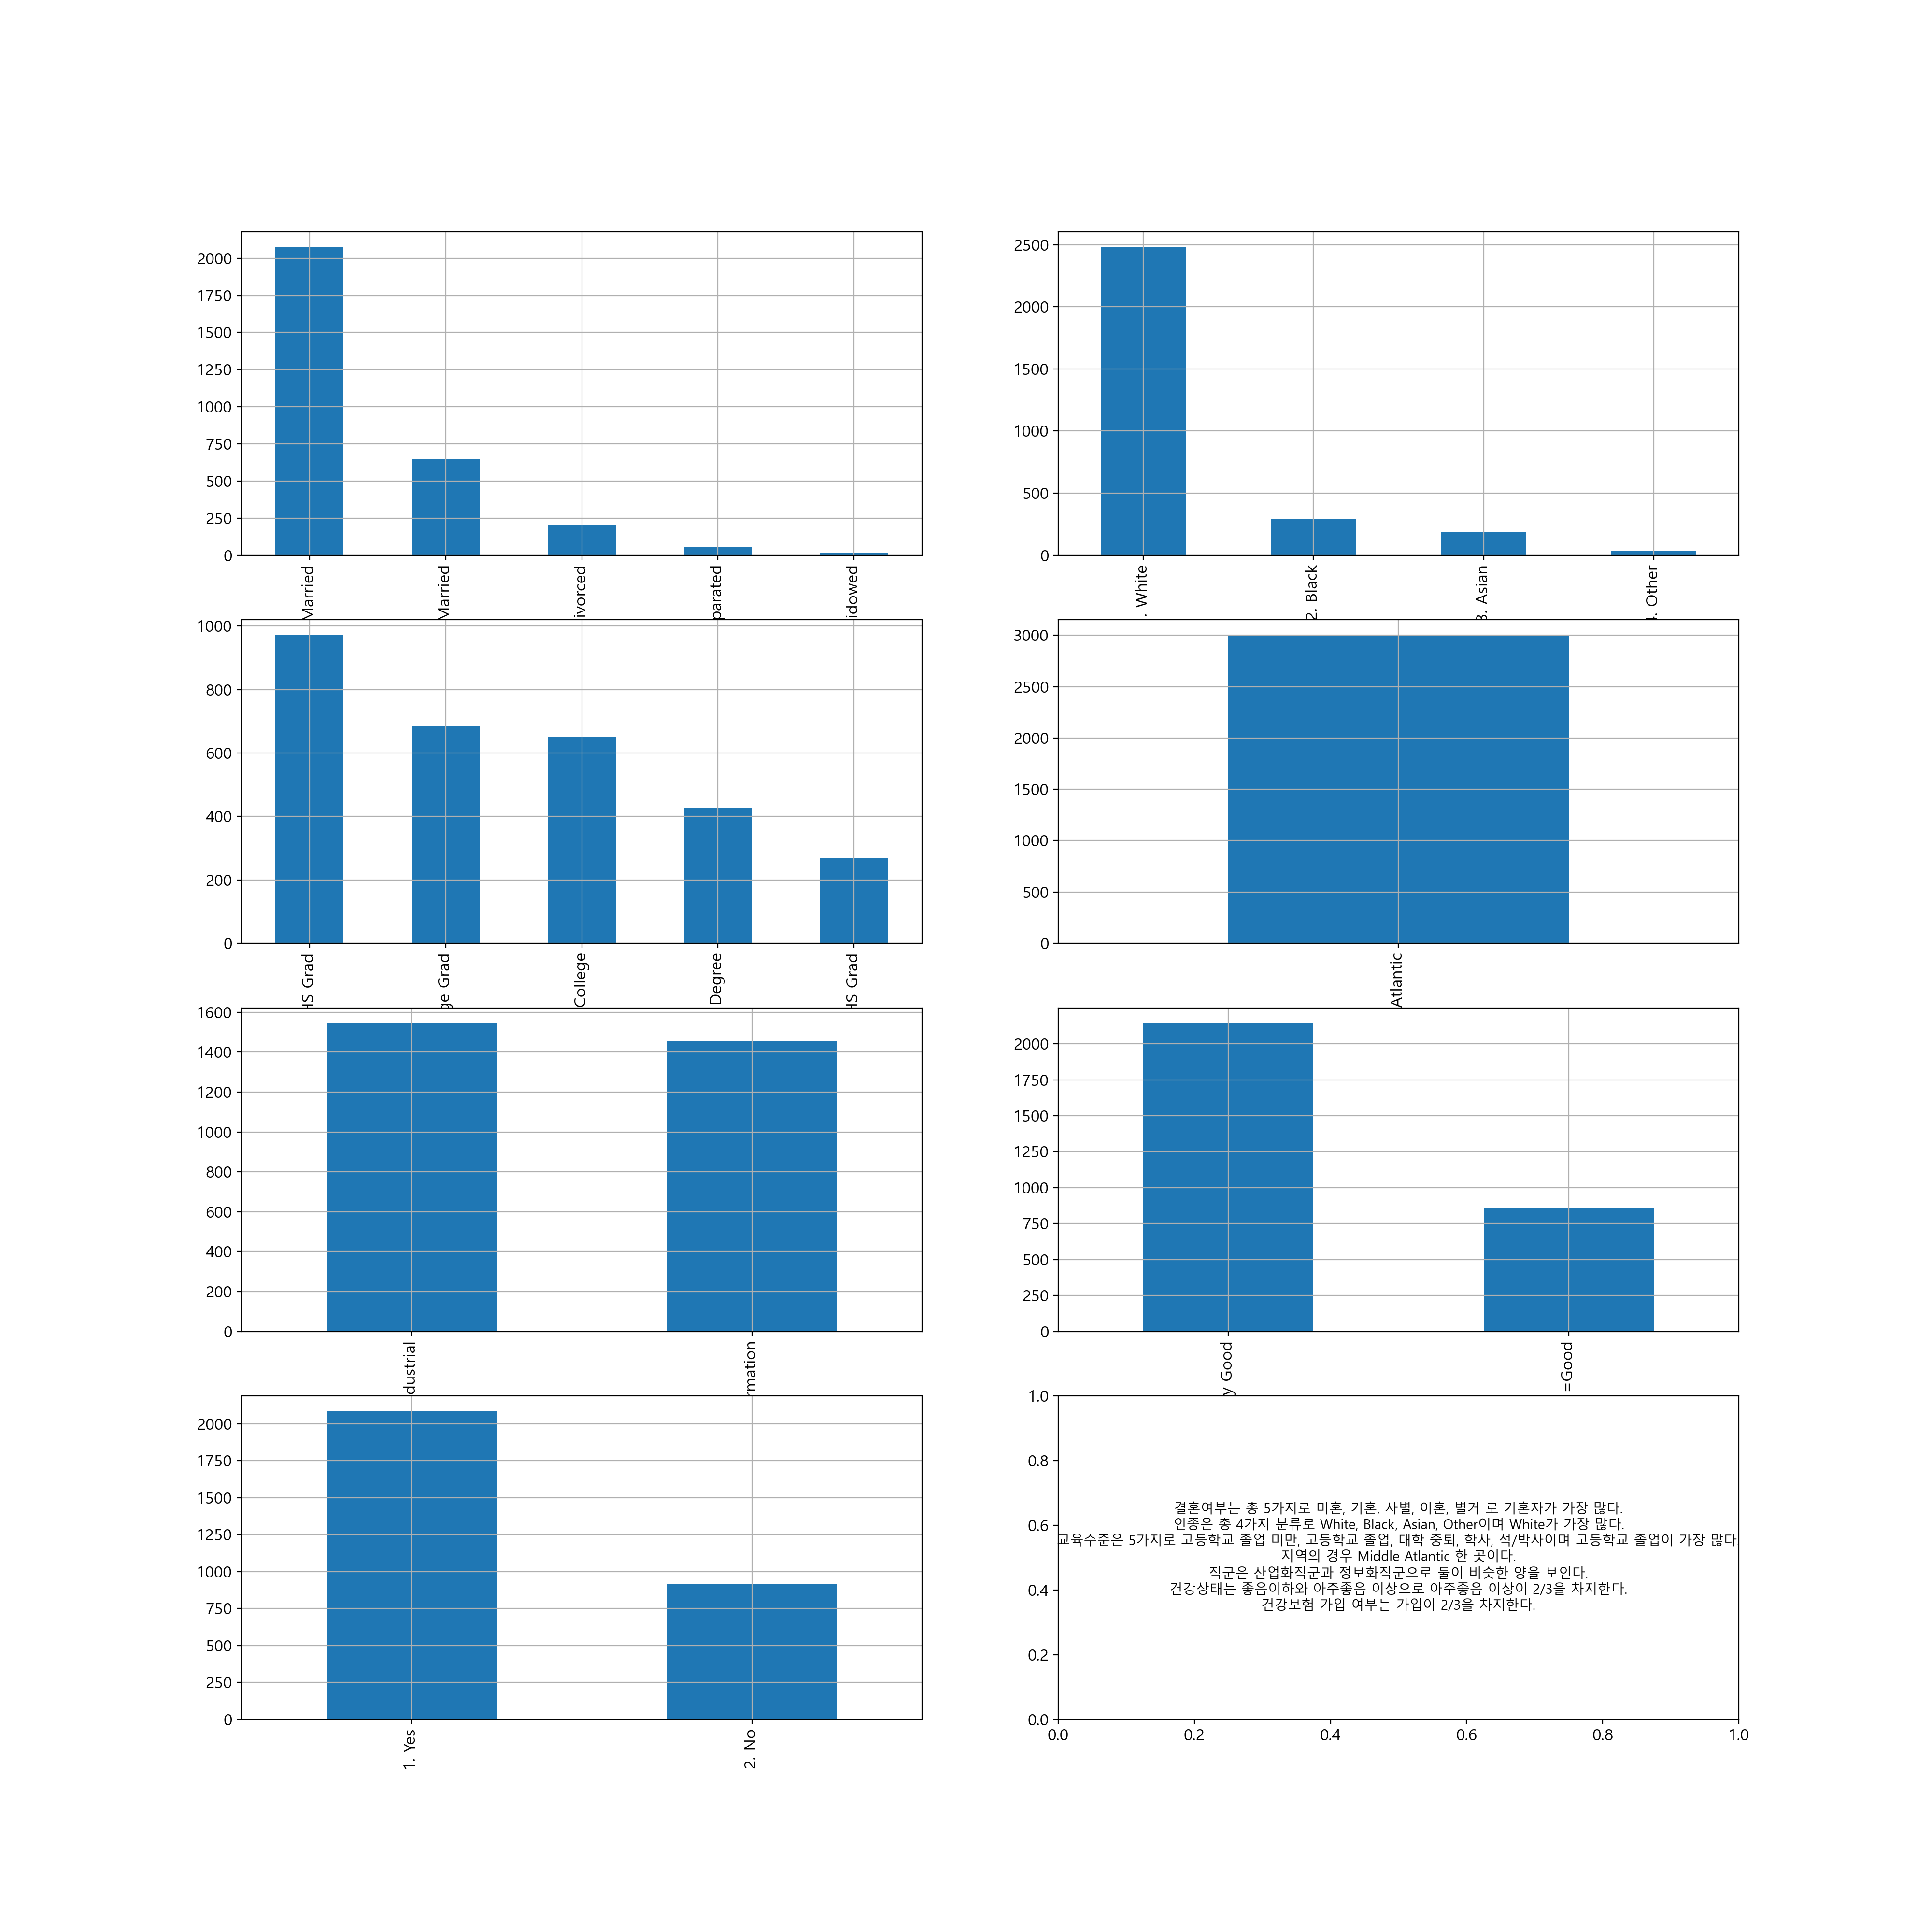 2000
1750
1500
1250
1000
750
500
250
0
Married
Married
ivorced
parated
idowed
2500
2000
1500
1000
500
0
. White
2. Black
3. Asian
4. Other
1000
800
600
400
200
0
HS Grad
ge Grad
College
Degree
HS Grad
3000
2500
2000
1500
1000
500
0
Atlantic
1600
1400
1200
1000
800
600
400
200
0
dustrial
rmation
2000
1750
1500
1250
1000
750
500
250
0
y Good
=Good
2000
1750
1500
1250
1000
750
500
250
0
1. Yes
2. No
1.0
0.8
0.6
0.4
0.2
0.0
결혼여부는 총 5가지로 미혼, 기혼, 사별, 이혼, 별거 로 기혼자가 가장 많다.
인종은 총 4가지 분류로 White, Black, Asian, Other이며 White가 가장 많다.
교육수준은 5가지로 고등학교 졸업 미만, 고등학교 졸업, 대학 중퇴, 학사, 석/박사이며 고등학교 졸업이 가장 많다.
지역의 경우 Middle Atlantic 한 곳이다.
직군은 산업화직군과 정보화직군으로 둘이 비슷한 양을 보인다.
건강상태는 좋음이하와 아주좋음 이상으로 아주좋음 이상이 2/3을 차지한다.
건강보험 가입 여부는 가입이 2/3을 차지한다.
0.0 0.2 0.4 0.6 0.8 1.0